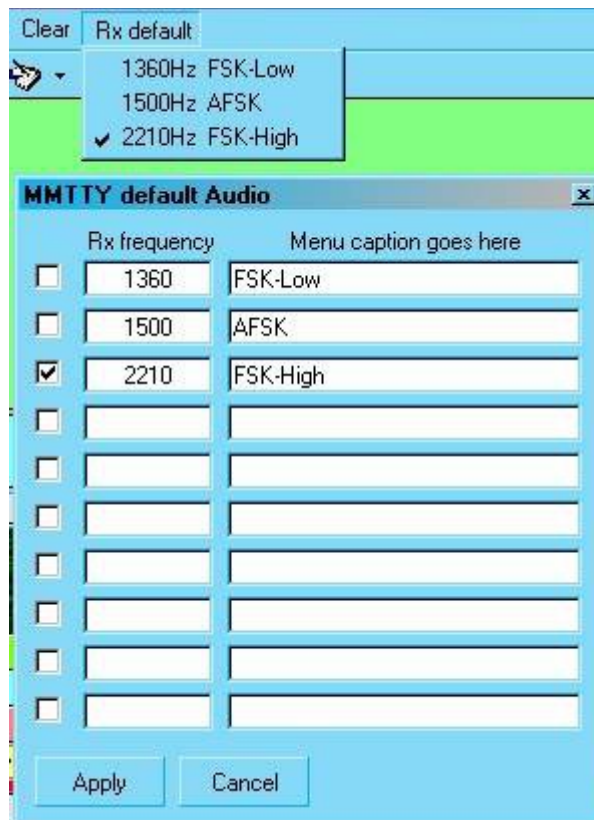 Clear Rx default
1360Hz FSK-Low
1500Hz AFSK
2210Hz FSK-High
MMTTY default Audio
Rx frequency Menu caption goes here
1360 FSK-Low
1500 AFSK
2210 FSK-High
Apply Cancel